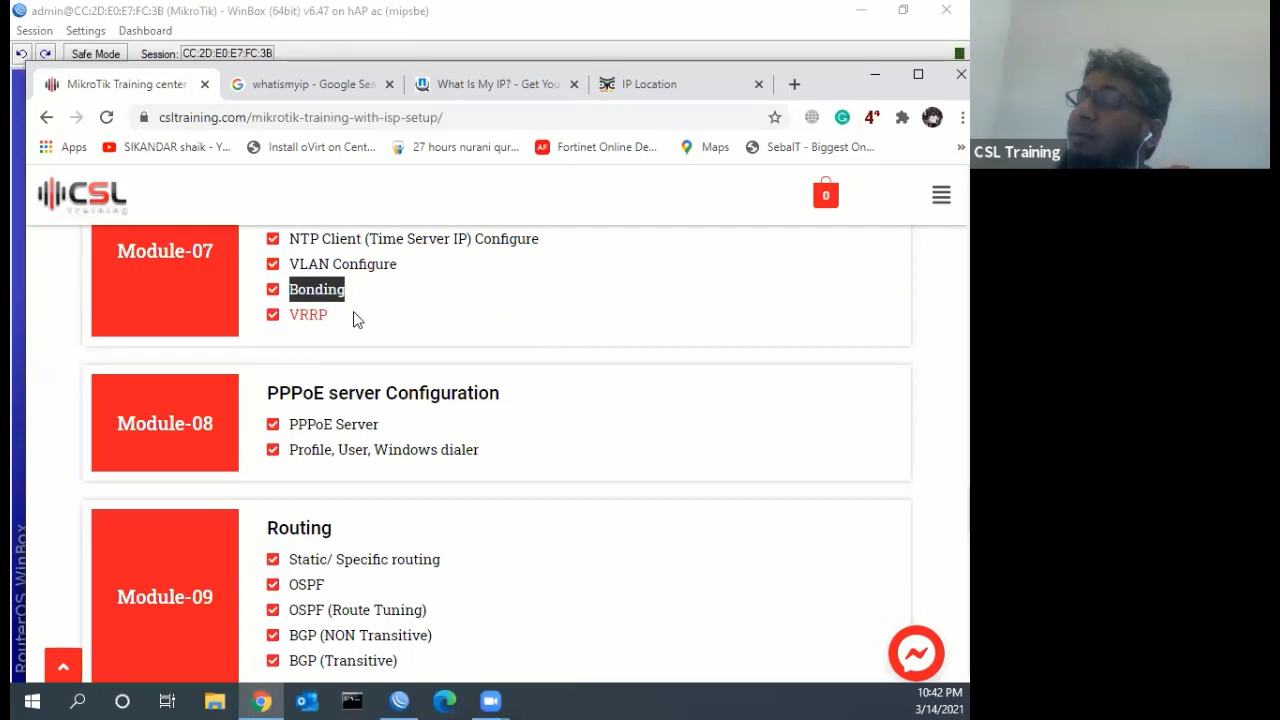 admin@CC:2D:E0:E7:FC:3B (MikroTik) - WinBox (64bit) v6.47 on hAP ac (mipsbe)
Session Settings Dashboard
Safe Mode Session: CC:2D:E0:E7:FC:3B
MikroTik Training center
whatismyip - Google Sea
What Is My IP? - Get You
IP Location
csltraining.com/mikrotik-training-with-isp-setup/
Apps
SIKANDAR shaik - Y...
Install oVirt on Cent...
27 hours nurani qur...
Fortinet Online De...
Maps
SebaIT - Biggest On...
CSL
Training
0
CSL Training
Module-07
NTP Client (Time Server IP) Configure
VLAN Configure
Bonding
VRRP
Module-08
PPPoE server Configuration
PPPoE Server
Profile, User, Windows dialer
Module-09
Routing
Static/ Specific routing
OSPF
OSPF (Route Tuning)
BGP (NON Transitive)
BGP (Transitive)
RouterOS WinBox
10:42 PM
3/14/2021